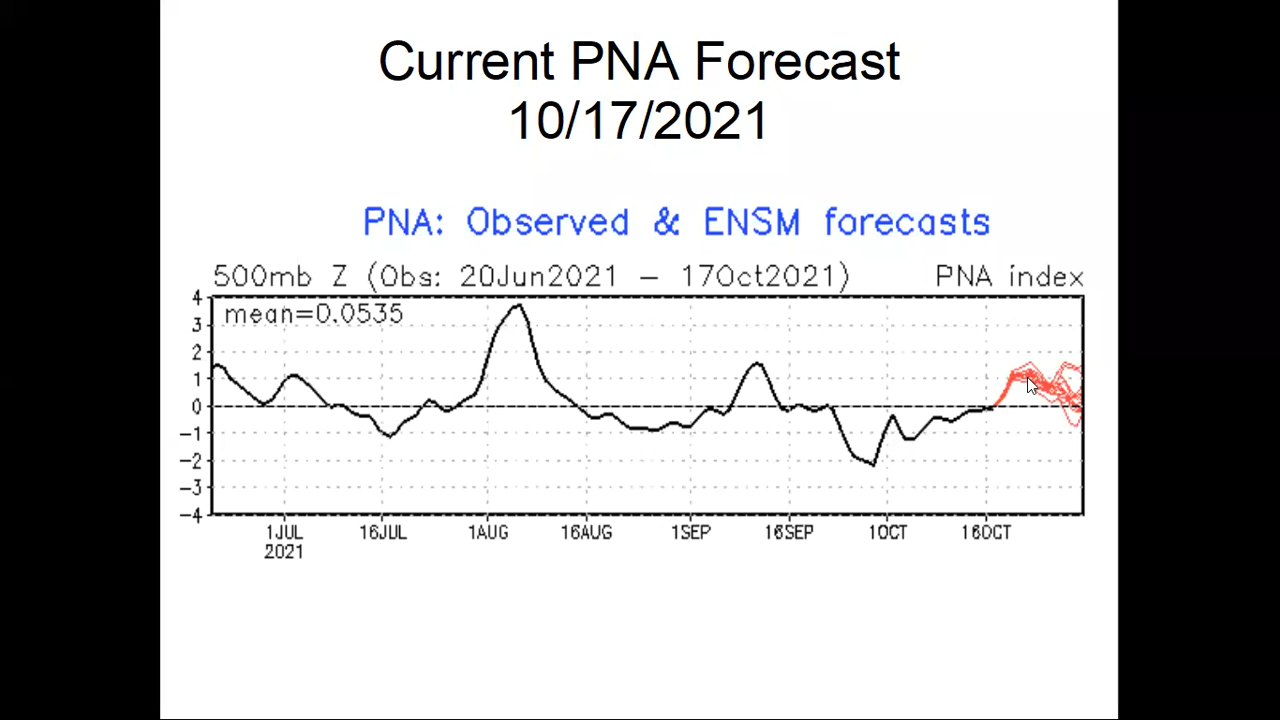 Current PNA Forecast
10/17/2021
PNA: Observed & ENSM forecasts
500mb Z (Obs: 20Jun2021 – 17Oct2021) PNA index
mean=0.0535
4
3
2
1
0
-1
-2
-3
-4
1JUL 16JUL 1AUG 16AUG 1SEP 16SEP 1OCT 16OCT
2021